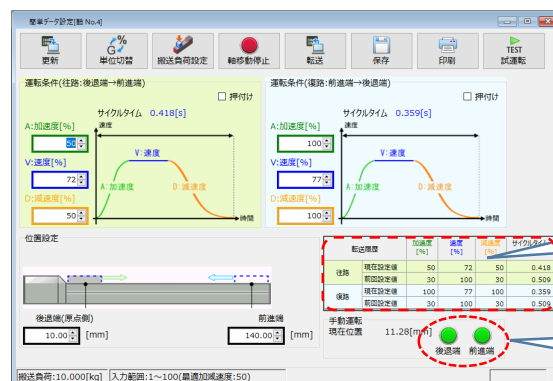 簡単データ設定[軸 No.4]
更新 単位切替 搬送負荷設定 軸移動停止 転送 保存 印刷 試運転
% G TEST
運転条件(往路:後退端→前進端)
押付け
サイクルタイム 0.418[s]
A:加速度[%]
50
V:速度[%]
72
D:減速度[%]
50
速度
V:速度
A:加速度
D:減速度
時間
運転条件(復路:前進端→後退端)
押付け
サイクルタイム 0.359[s]
100
77
100
速度
V:速度
A:加速度
D:減速度
時間
位置設定
後退端(原点側)
10.00 [mm]
前進端
140.00 [mm]
転送履歴 加速度[%] 速度[%] 減速度[%] サイクルタイム
往路 現在設定値 50 72 50 0.418
前回設定値 30 100 30 0.509
復路 現在設定値 100 77 100 0.359
前回設定値 30 100 30 0.509
手動運転
現在位置 11.28[mm]
後退端 前進端
搬送負荷:10.000[kg] 入力範囲:1~100(最適加減速度:50)